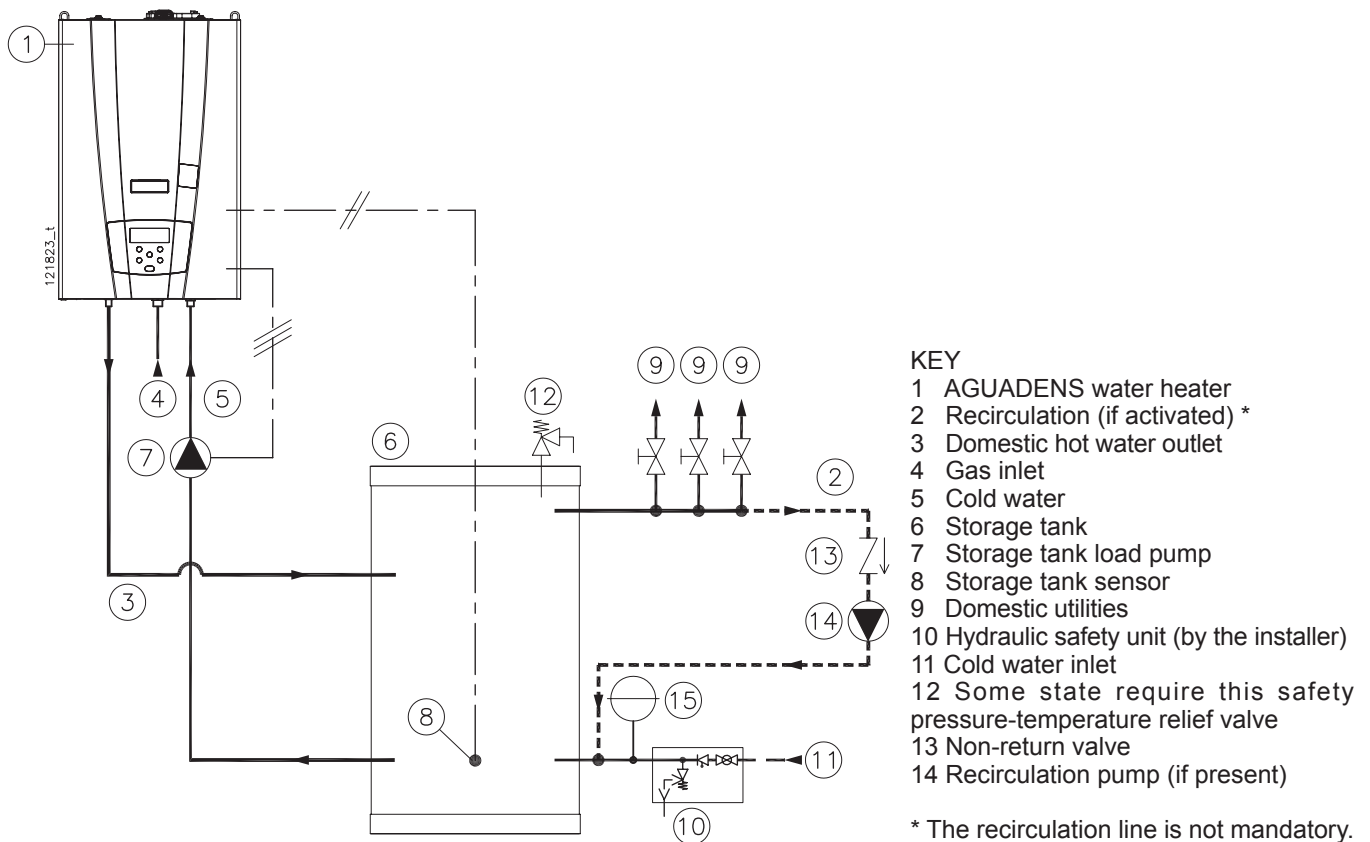 1
121823_t
4
5
7
3
6
12
9 9 9
2
13
14
15
8
11
10
KEY
1 AGUADENS water heater
2 Recirculation (if activated) *
3 Domestic hot water outlet
4 Gas inlet
5 Cold water
6 Storage tank
7 Storage tank load pump
8 Storage tank sensor
9 Domestic utilities
10 Hydraulic safety unit (by the installer)
11 Cold water inlet
12 Some state require this safety
pressure-temperature relief valve
13 Non-return valve
14 Recirculation pump (if present)
* The recirculation line is not mandatory.